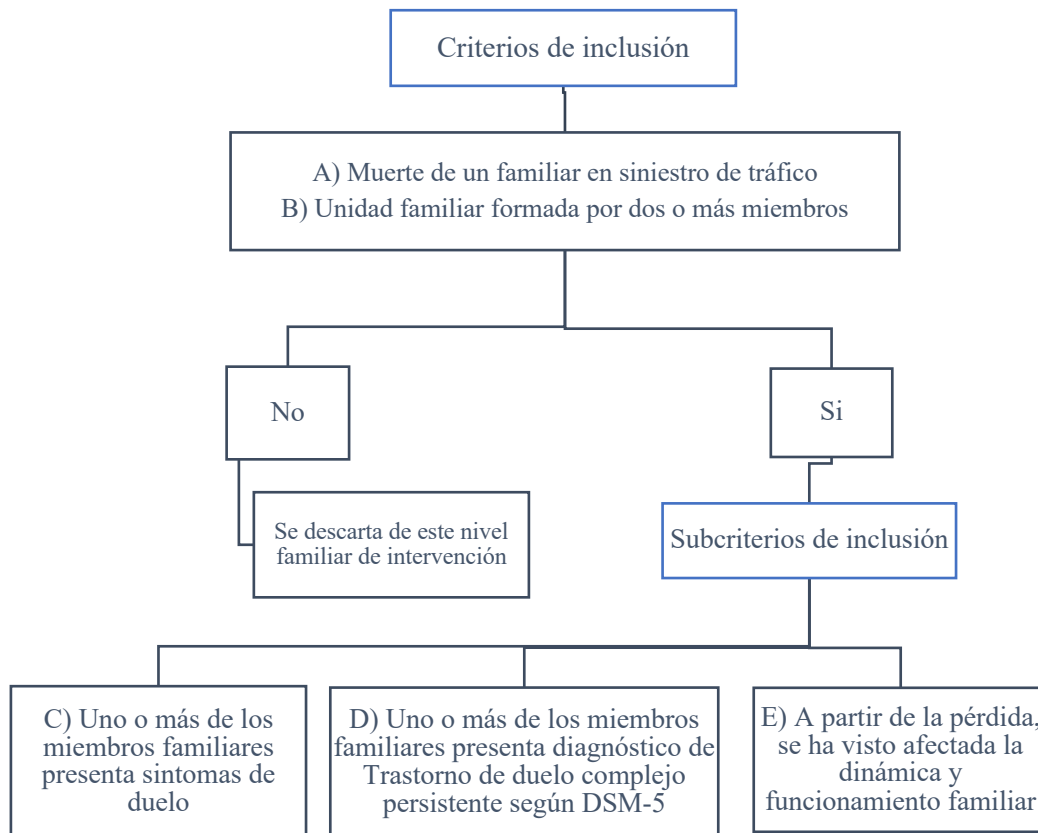 Criterios de inclusión
A) Muerte de un familiar en siniestro de tráfico
B) Unidad familiar formada por dos o más miembros
No
Si
Se descarta de este nivel
familiar de intervención
Subcriterios de inclusión
C) Uno o más de los
miembros familiares
presenta sintomas de
duelo
D) Uno o más de los miembros
familiares presenta diagnóstico de
Trastorno de duelo complejo
persistente según DSM-5
E) A partir de la pérdida,
se ha visto afectada la
dinámica y
funcionamiento familiar